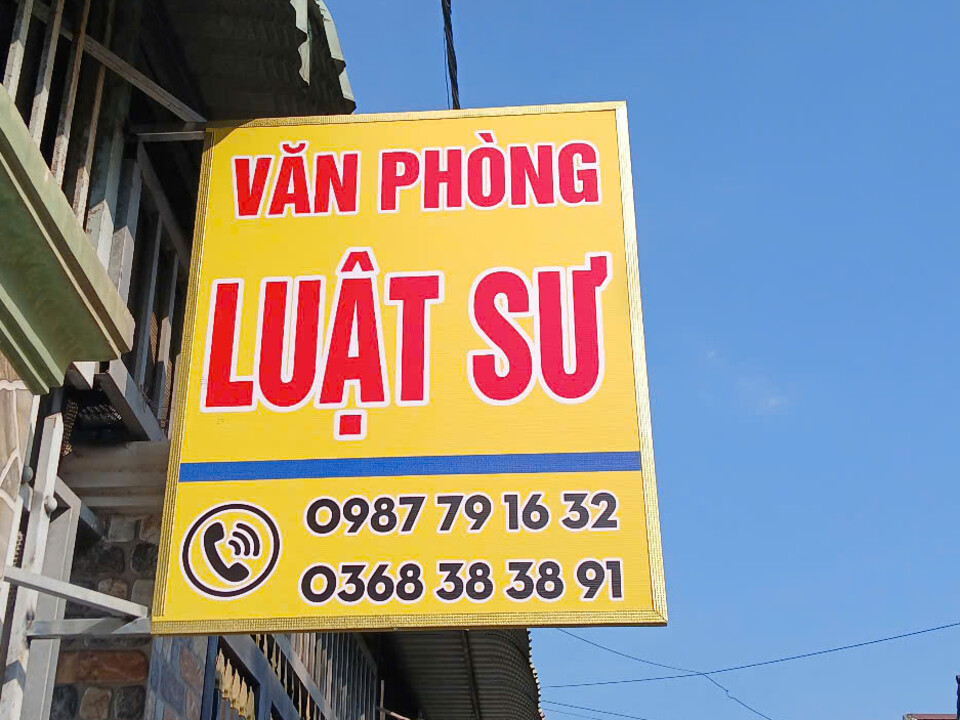 VĂN PHÒNG
LUẬT SƯ
0987 79 16 32
0368 38 38 91